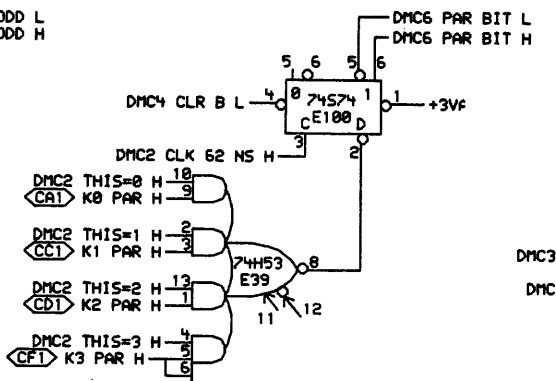 ODD L
ODD H
DMC6 PAR BIT L
DMC6 PAR BIT H
5 6 5 6
4 0 74S74 1 1
DMC4 CLR B L
E100
+3VA
C D
3 2
DMC2 CLK 62 NS H
DMC2 THIS=0 H 10
CA1 K0 PAR H 9
DMC2 THIS=1 H 2
CC1 K1 PAR H 3
74H53 8
E39
DMC2 THIS=2 H 13
CD1 K2 PAR H 1
11 12
DMC2 THIS=3 H 4
CF1 K3 PAR H 5
6
DMC3
DMC